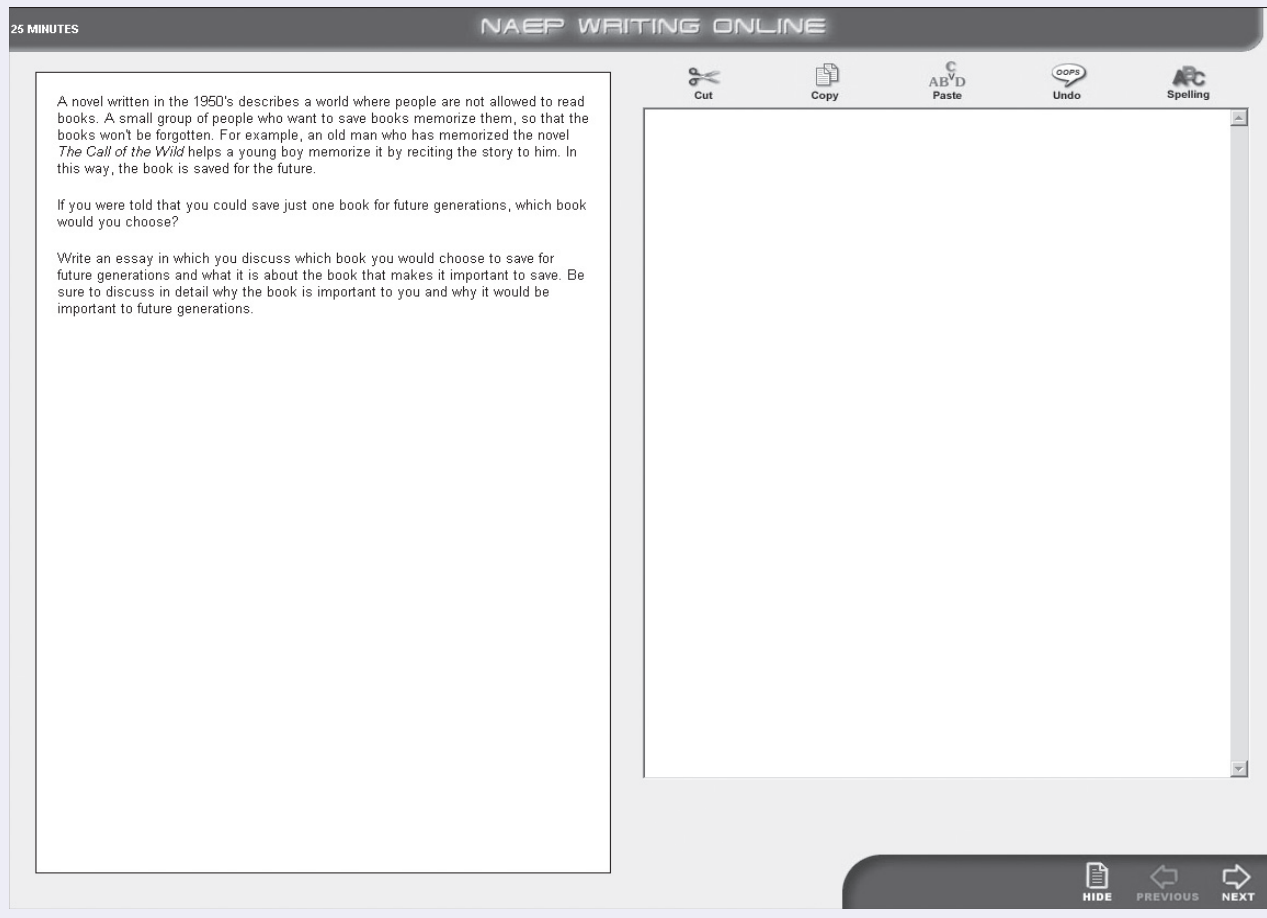 25 MINUTES
NAEP WRITING ONLINE
A novel written in the 1950's describes a world where people are not allowed to read
books. A small group of people who want to save books memorize them, so that the
books won't be forgotten. For example, an old man who has memorized the novel
The Call of the Wild helps a young boy memorize it by reciting the story to him. In
this way, the book is saved for the future.
If you were told that you could save just one book for future generations, which book
would you choose?
Write an essay in which you discuss which book you would choose to save for
future generations and what it is about the book that makes it important to save. Be
sure to discuss in detail why the book is important to you and why it would be
important to future generations.
Cut
Copy
C
ABVD
Paste
OOPS
Undo
ABC
Spelling
HIDE
PREVIOUS
NEXT